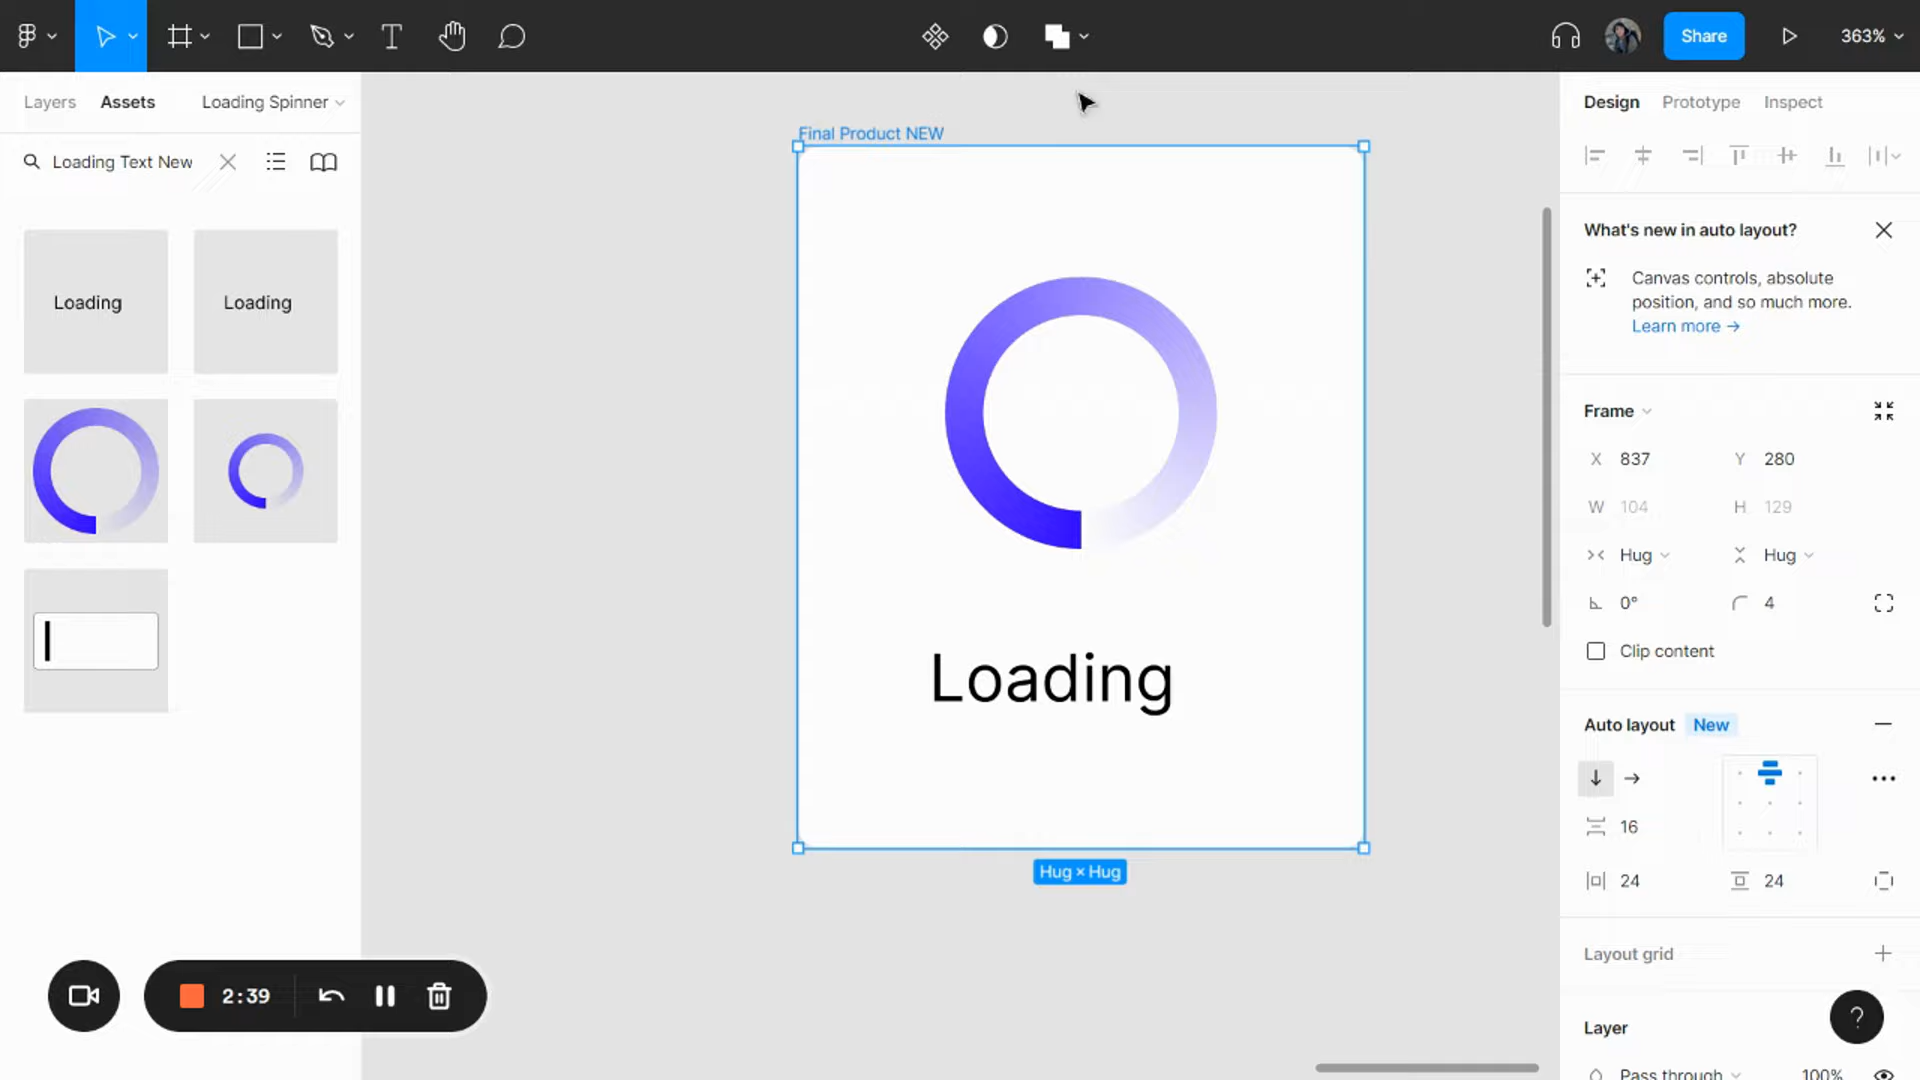 Share
363%
Layers
Assets
Loading Spinner
Loading Text New
Loading
Loading
Final Product NEW
Loading
Hug × Hug
2:39
Design
Prototype
Inspect
What's new in auto layout?
Canvas controls, absolute
position, and so much more.
Learn more →
Frame
X 837
Y 280
W 104
H 129
Hug
Hug
0°
4
Clip content
Auto layout New
16
24
24
Layout grid
?
Layer
Pass through
100%